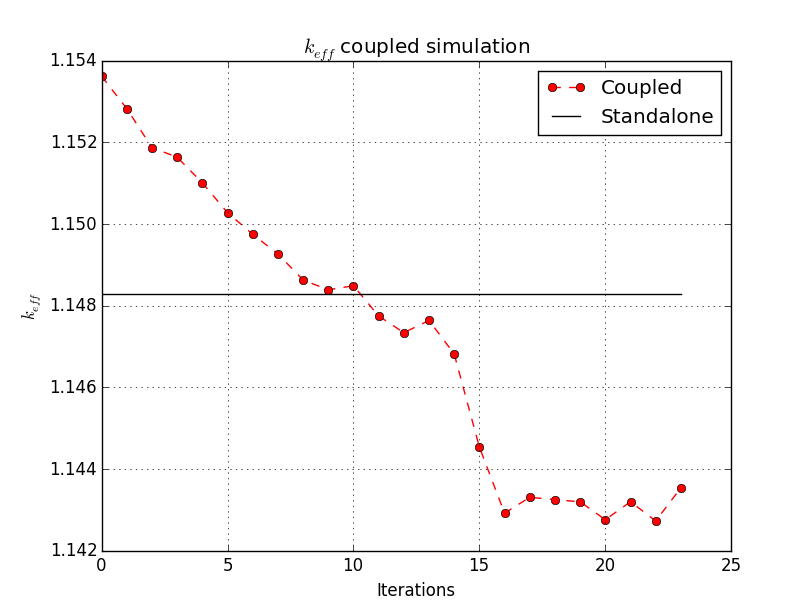 k_eff coupled simulation
1.154
1.152
1.150
1.148
1.146
1.144
1.142
k_eff
Coupled
Standalone
0 5 10 15 20 25
Iterations